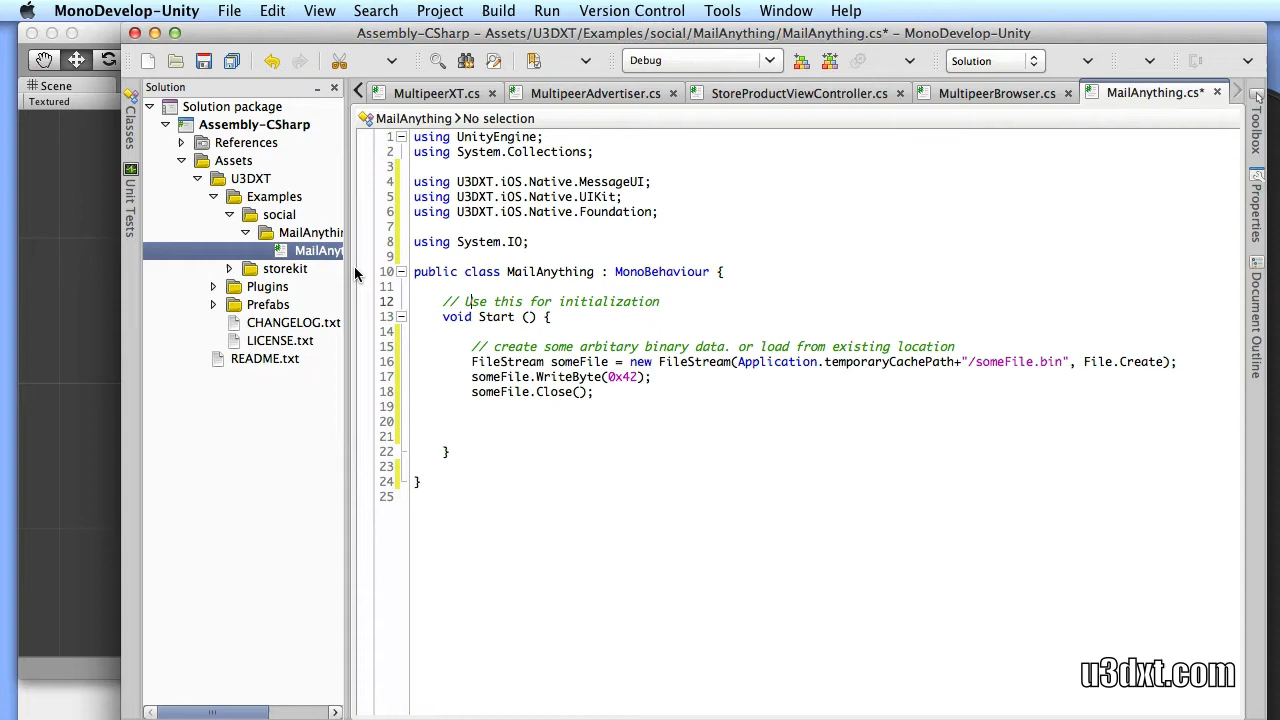 MonoDevelop-Unity File Edit View Search Project Build Run Version Control Tools Window Help
Assembly-CSharp - Assets/U3DXT/Examples/social/MailAnything/MailAnything.cs* - MonoDevelop-Unity
Debug
Solution
Scene
Textured
Solution
MultipeerXT.cs
MultipeerAdvertiser.cs
StoreProductViewController.cs
MultipeerBrowser.cs
MailAnything.cs*
MailAnything
No selection
Classes
Unit Tests
Solution package
Assembly-CSharp
References
Assets
U3DXT
Examples
social
MailAnythin
MailAnyt
storekit
Plugins
Prefabs
CHANGELOG.txt
LICENSE.txt
README.txt
1 using UnityEngine;
2 using System.Collections;
3
4 using U3DXT.iOS.Native.MessageUI;
5 using U3DXT.iOS.Native.UIKit;
6 using U3DXT.iOS.Native.Foundation;
7
8 using System.IO;
9
10 public class MailAnything : MonoBehaviour {
11
12 // Use this for initialization
13 void Start () {
14
15 // create some arbitary binary data. or load from existing location
16 FileStream someFile = new FileStream(Application.temporaryCachePath+"/someFile.bin", File.Create);
17 someFile.WriteByte(0x42);
18 someFile.Close();
19
20
21
22 }
23
24 }
25
Toolbox
Properties
Document Outline
u3dxt.com